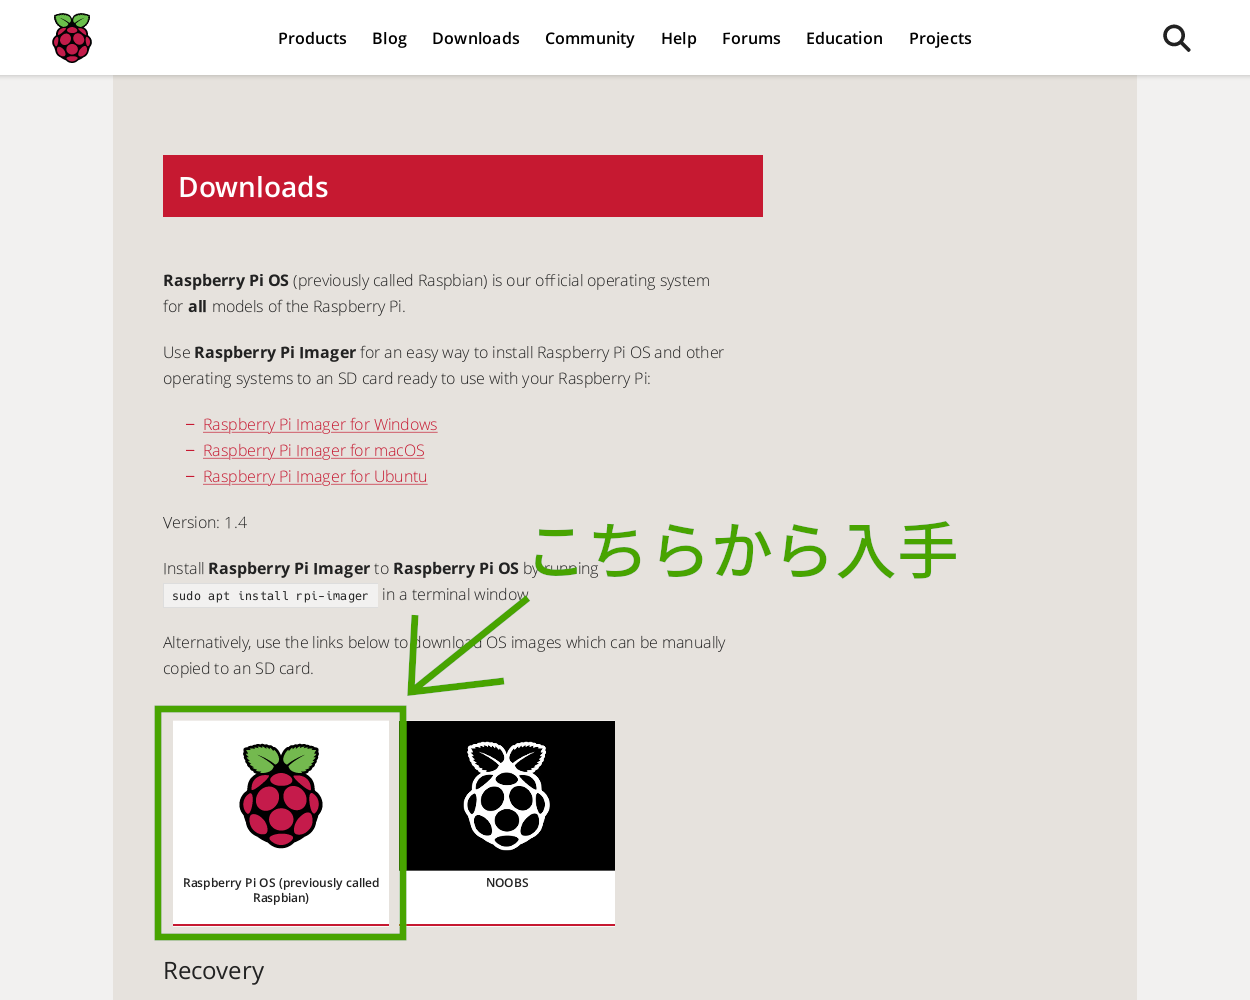 Products Blog Downloads Community Help Forums Education Projects
Downloads
Raspberry Pi OS (previously called Raspbian) is our official operating system
for all models of the Raspberry Pi.
Use Raspberry Pi Imager for an easy way to install Raspberry Pi OS and other
operating systems to an SD card ready to use with your Raspberry Pi:
– Raspberry Pi Imager for Windows
– Raspberry Pi Imager for macOS
– Raspberry Pi Imager for Ubuntu
Version: 1.4
こちらから入手
Install Raspberry Pi Imager to Raspberry Pi OS by running
sudo apt install rpi-imager in a terminal window.
Alternatively, use the links below to download OS images which can be manually
copied to an SD card.
Raspberry Pi OS (previously called
Raspbian)
NOOBS
Recovery